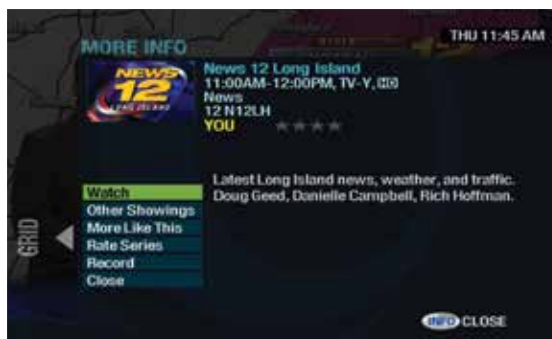 THU 11:45 AM
MORE INFO
NEWS
12
LONG ISLAND
News 12 Long Island
11:00AM-12:00PM, TV-Y, HD
News
12 N12LH
YOU
Latest Long Island news, weather, and traffic.
Doug Geed, Danielle Campbell, Rich Hoffman.
Watch
Other Showings
More Like This
Rate Series
Record
Close
GRID
INFO CLOSE